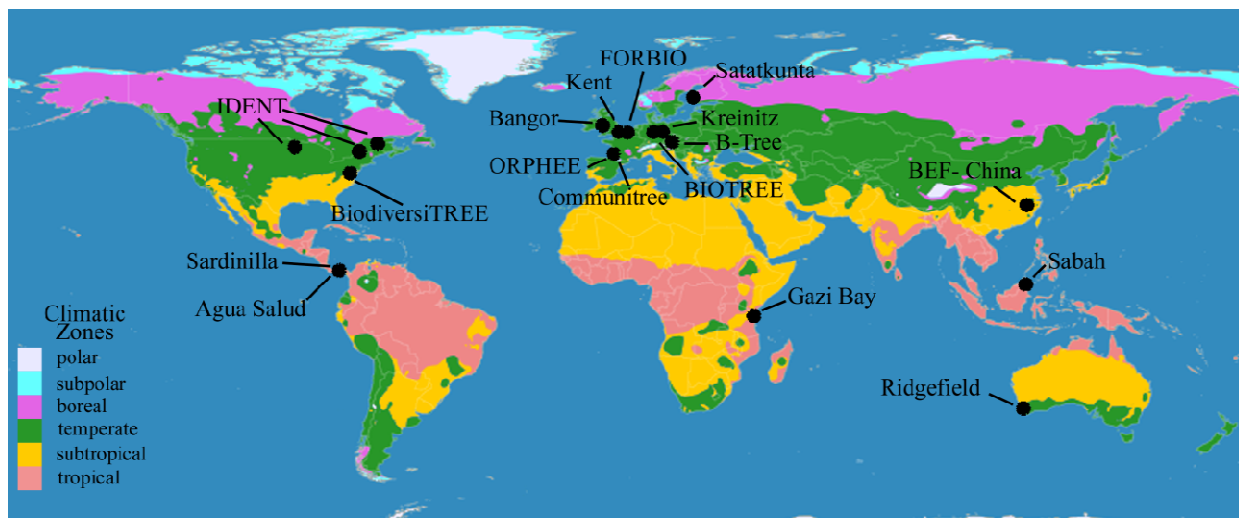 FORBIO
Kent
Satatkunta
IDENT
Bangor
Kreinitz
B-Tree
ORPHEE
BIOTREE
BEF- China
Communitree
BiodiversiTREE
Sardinilla
Sabah
Agua Salud
Gazi Bay
Ridgefield
Climatic
Zones
polar
subpolar
boreal
temperate
subtropical
tropical